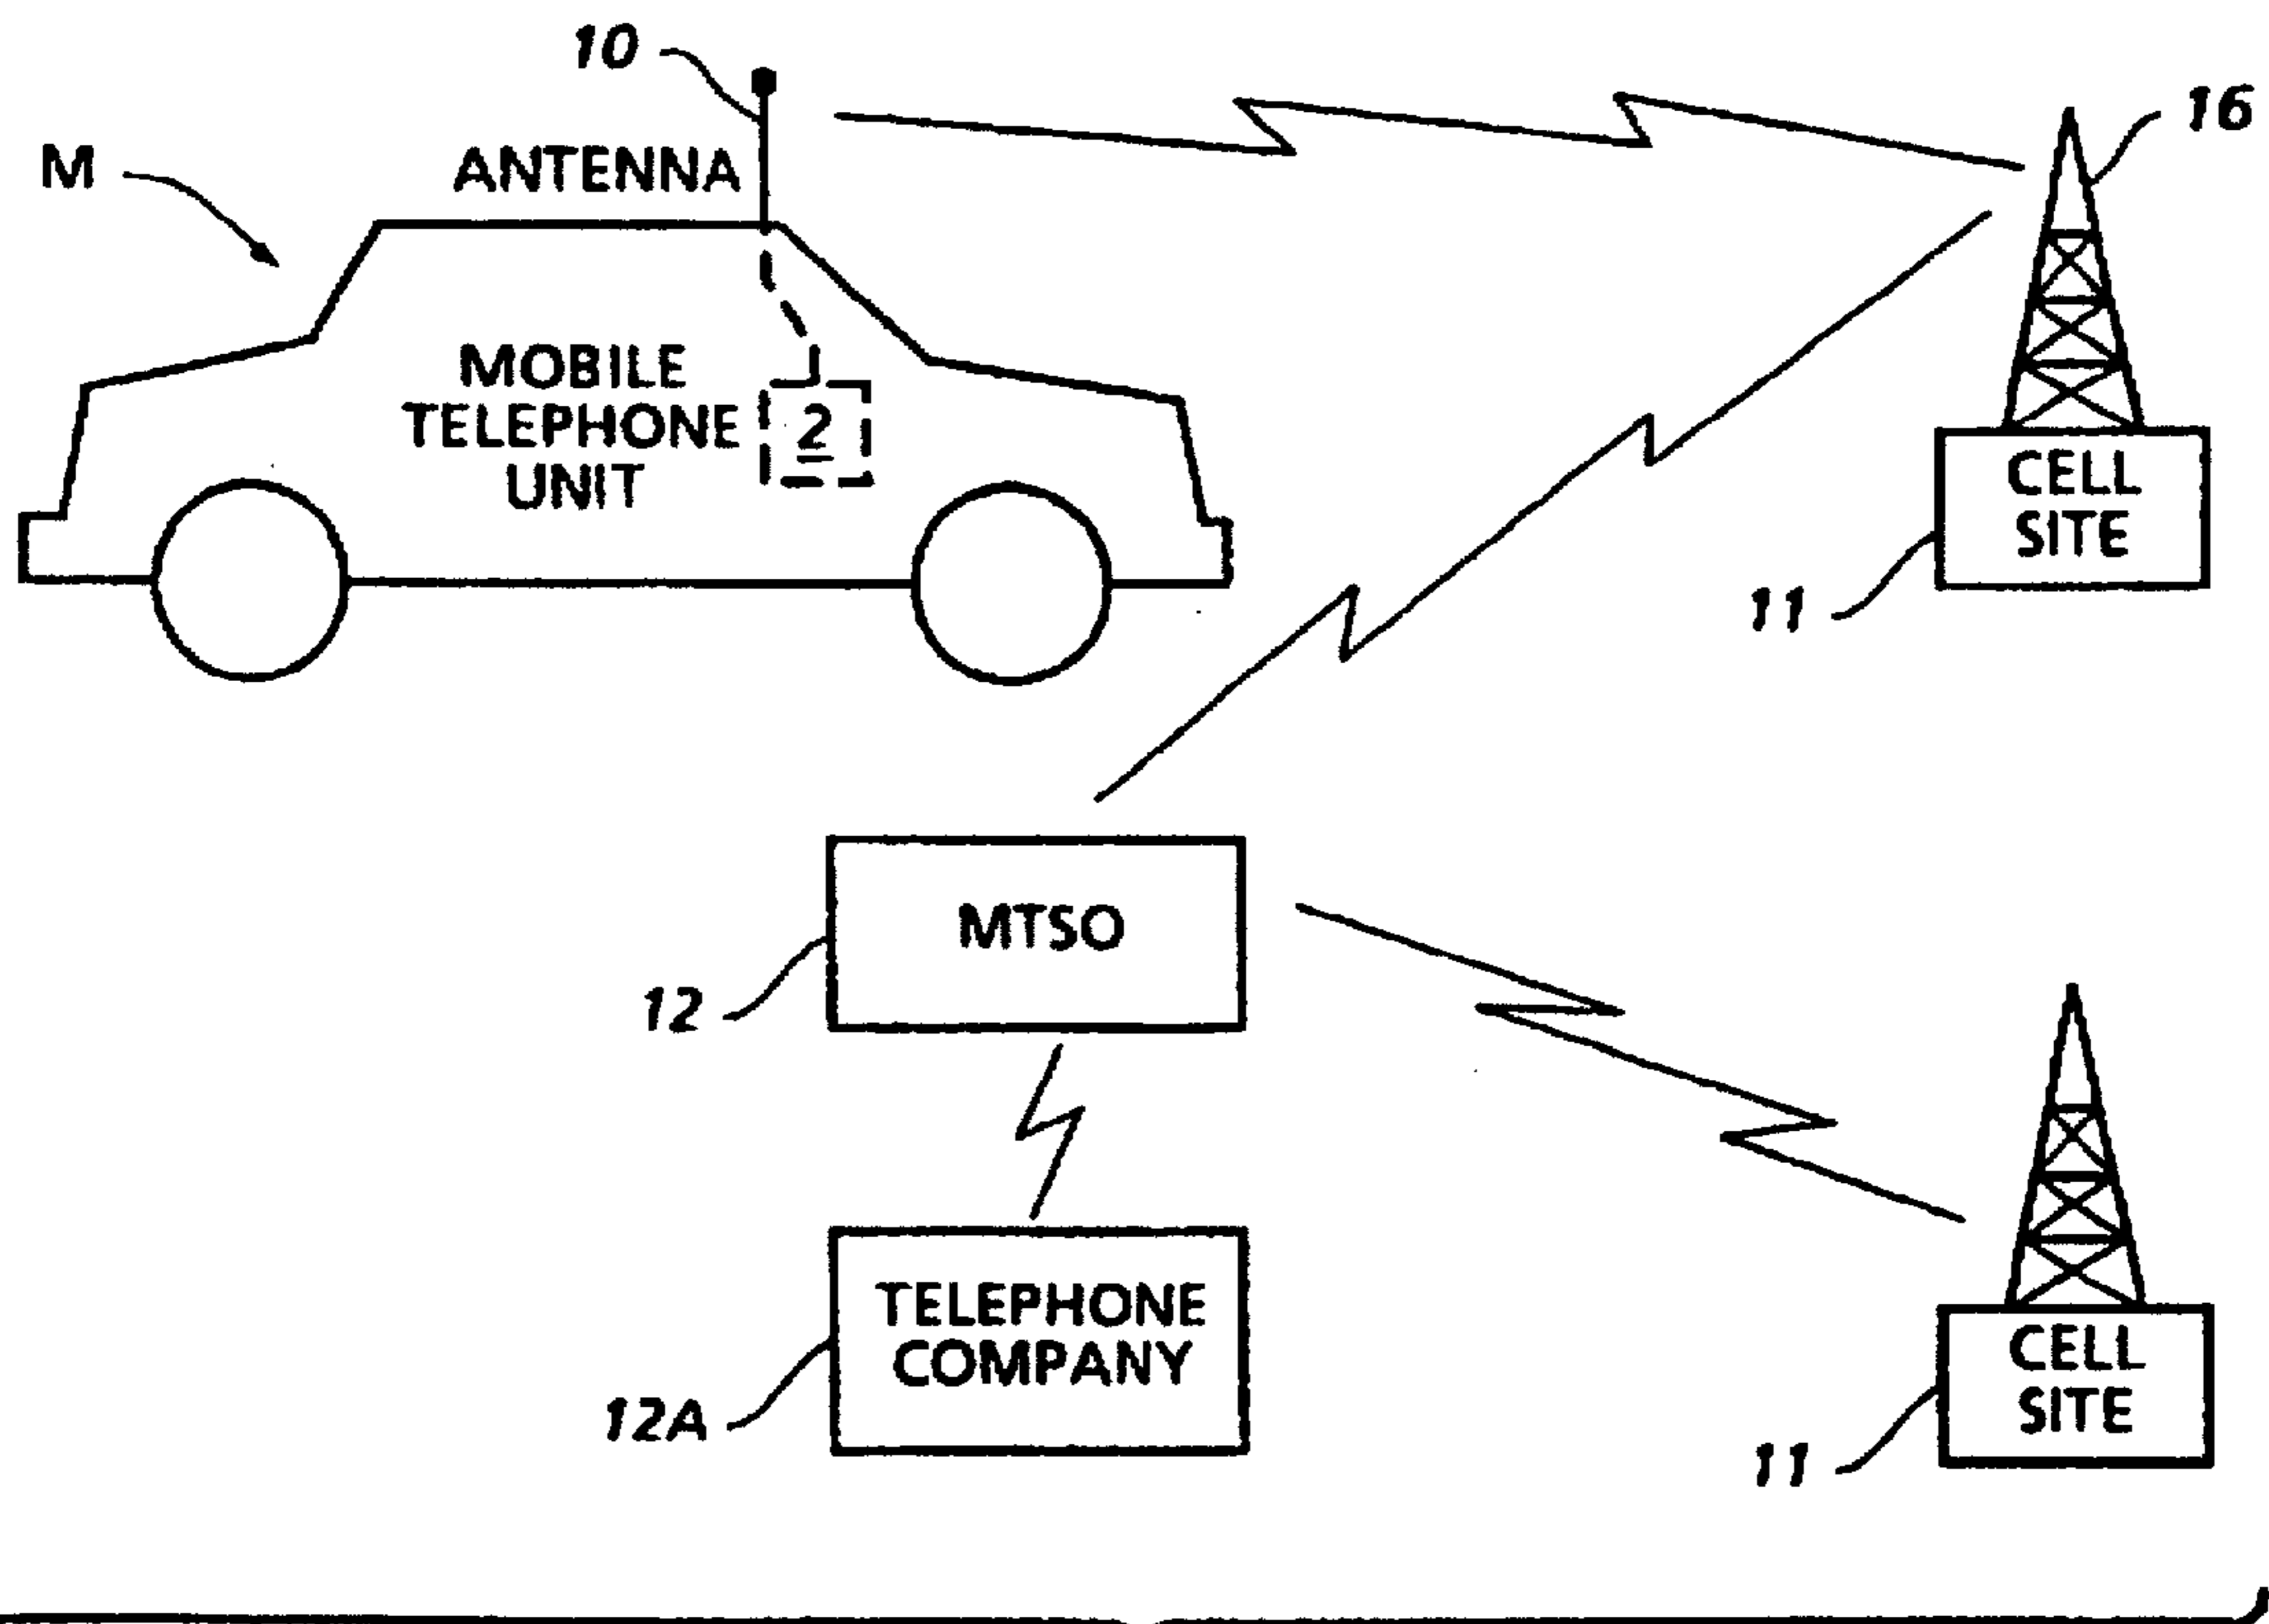 10
16
M
ANTENNA
MOBILE
TELEPHONE
UNIT
2
CELL
SITE
11
MTSO
12
TELEPHONE
COMPANY
12A
CELL
SITE
11